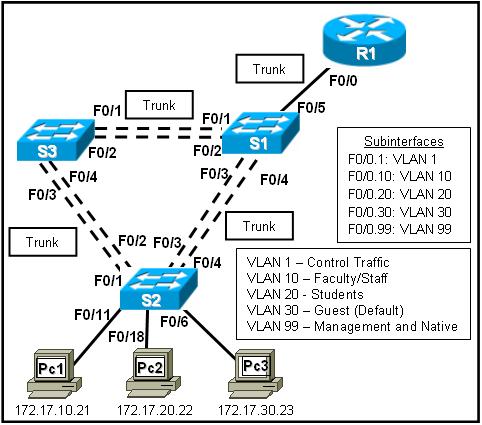 R1
Trunk
F0/0
F0/1
Trunk
F0/1
F0/5
S3
S1
F0/2
F0/2
F0/4
F0/3
F0/3
F0/4
Subinterfaces
F0/0.1: VLAN 1
F0/0.10: VLAN 10
F0/0.20: VLAN 20
F0/0.30: VLAN 30
F0/0.99: VLAN 99
Trunk
Trunk
F0/2
F0/3
F0/1
F0/4
S2
VLAN 1 – Control Traffic
VLAN 10 – Faculty/Staff
VLAN 20 - Students
VLAN 30 – Guest (Default)
VLAN 99 – Management and Native
F0/11
F0/18
F0/6
Pc1
Pc2
Pc3
172.17.10.21
172.17.20.22
172.17.30.23